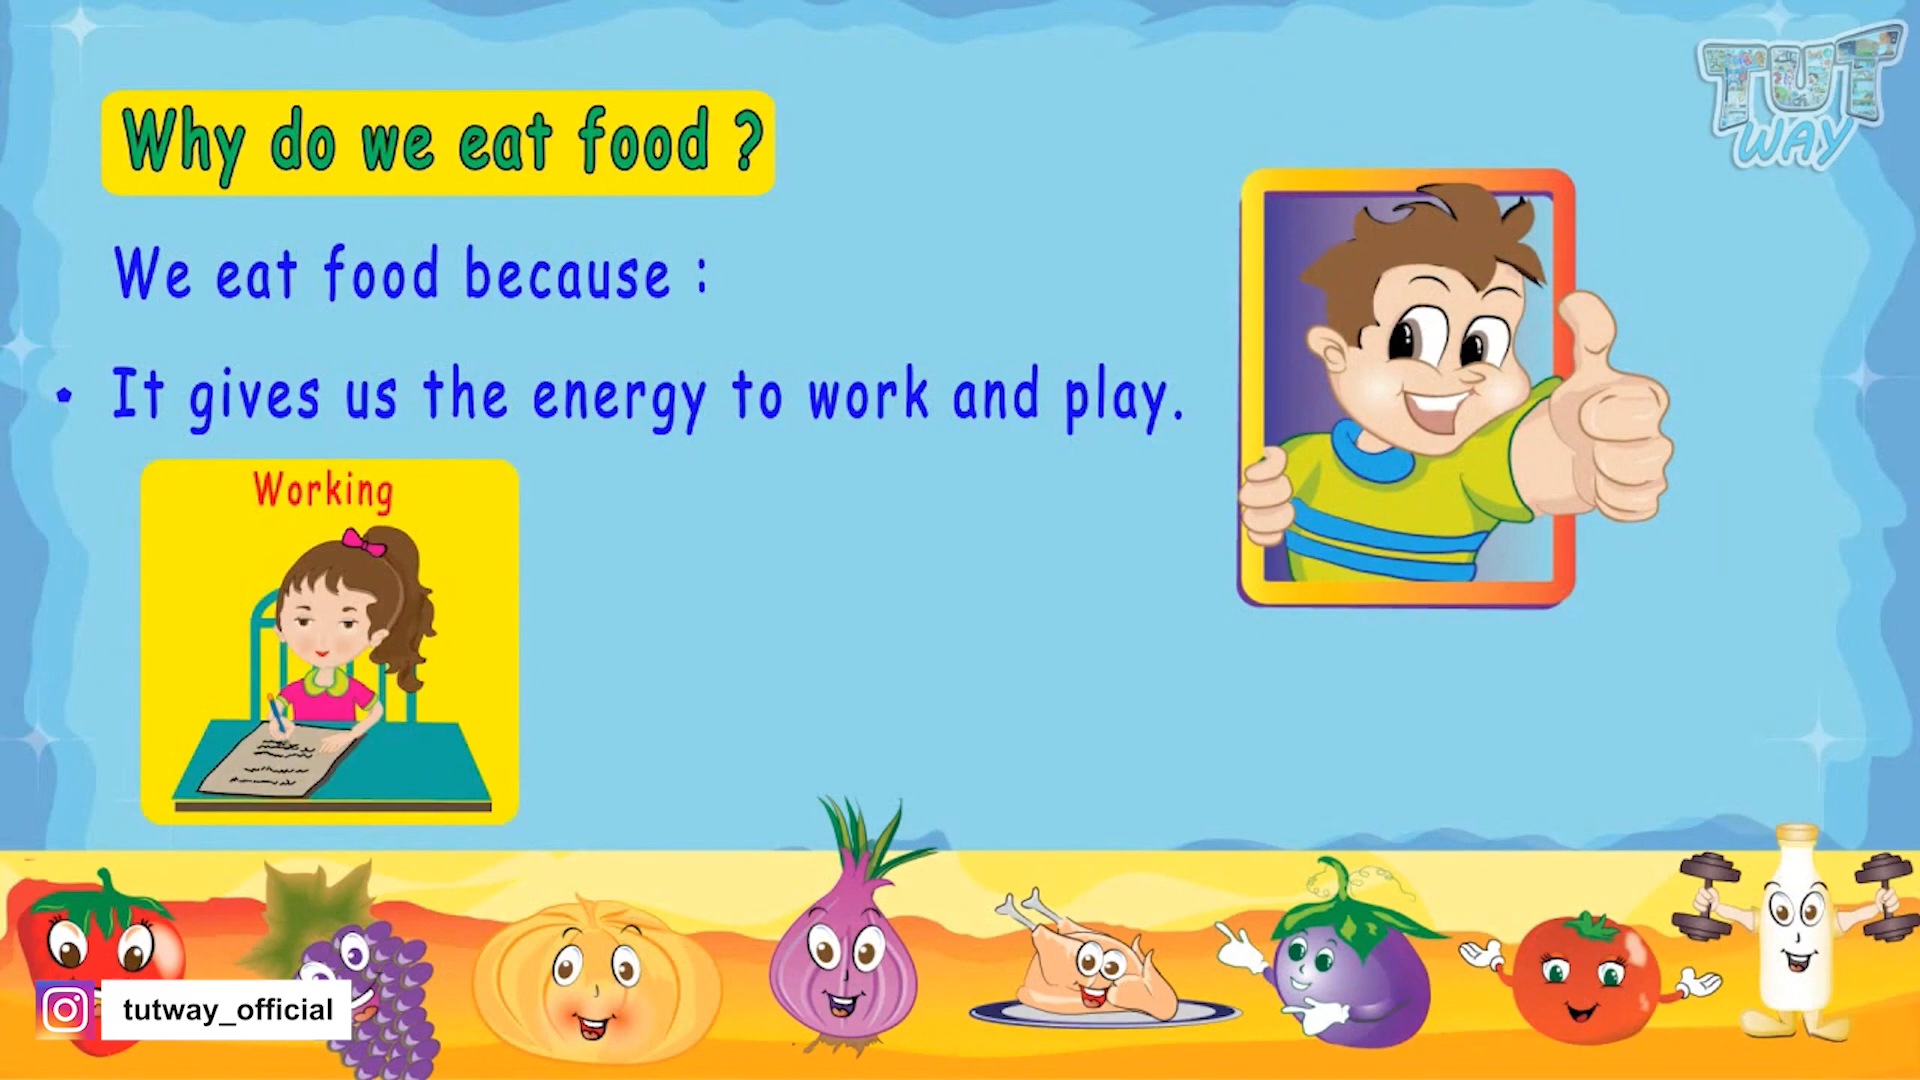 TUT
WAY
Why do we eat food ?
We eat food because :
• It gives us the energy to work and play.
Working
tutway_official